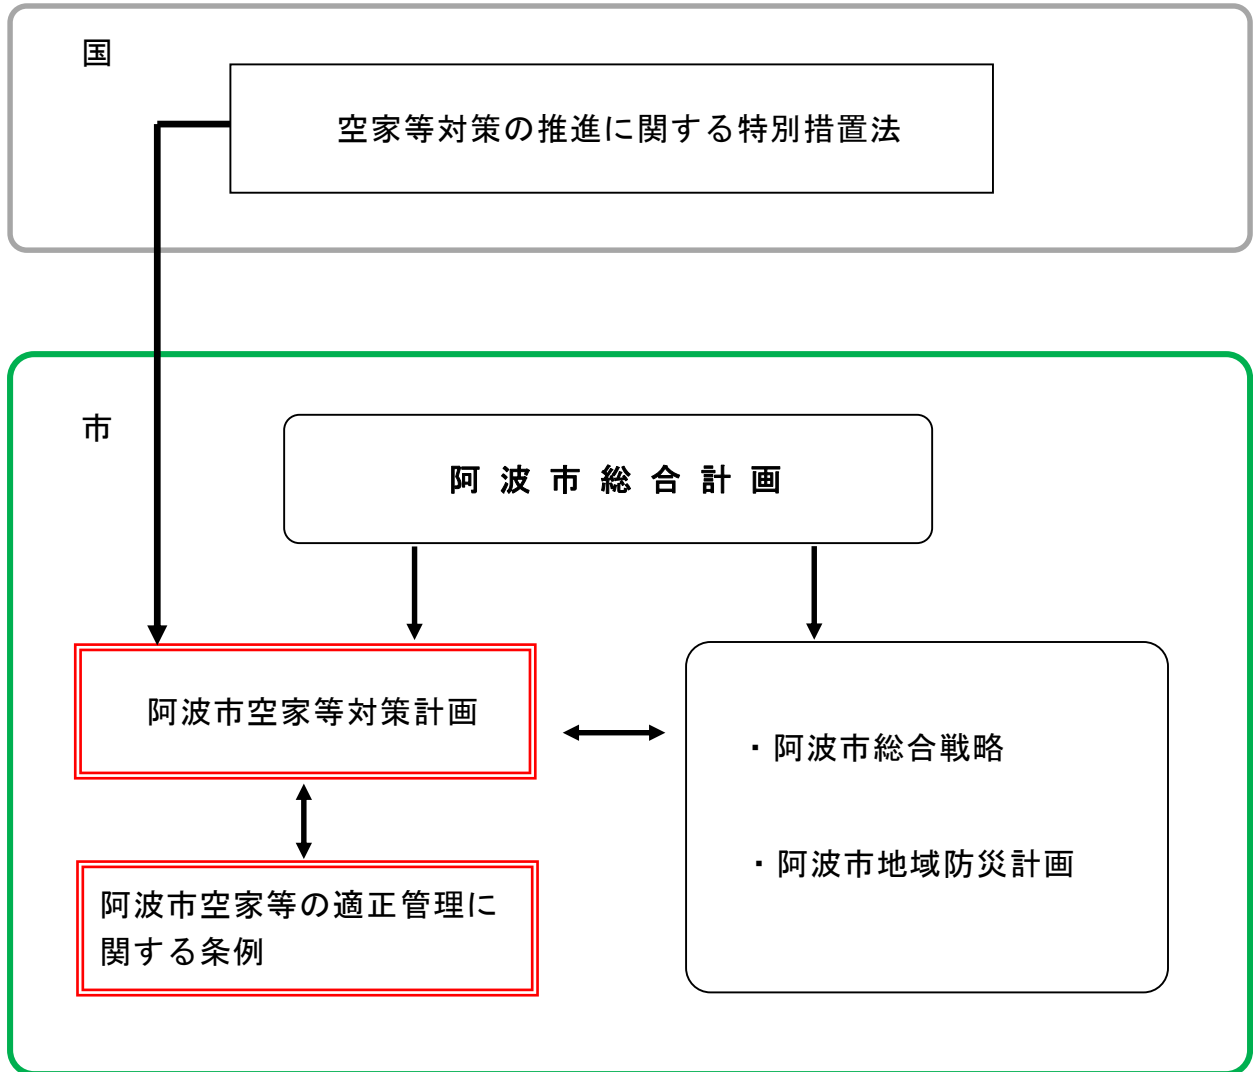 国
空家等対策の推進に関する特別措置法
市
阿波市総合計画
阿波市空家等対策計画
・阿波市総合戦略
・阿波市地域防災計画
阿波市空家等の適正管理に
関する条例